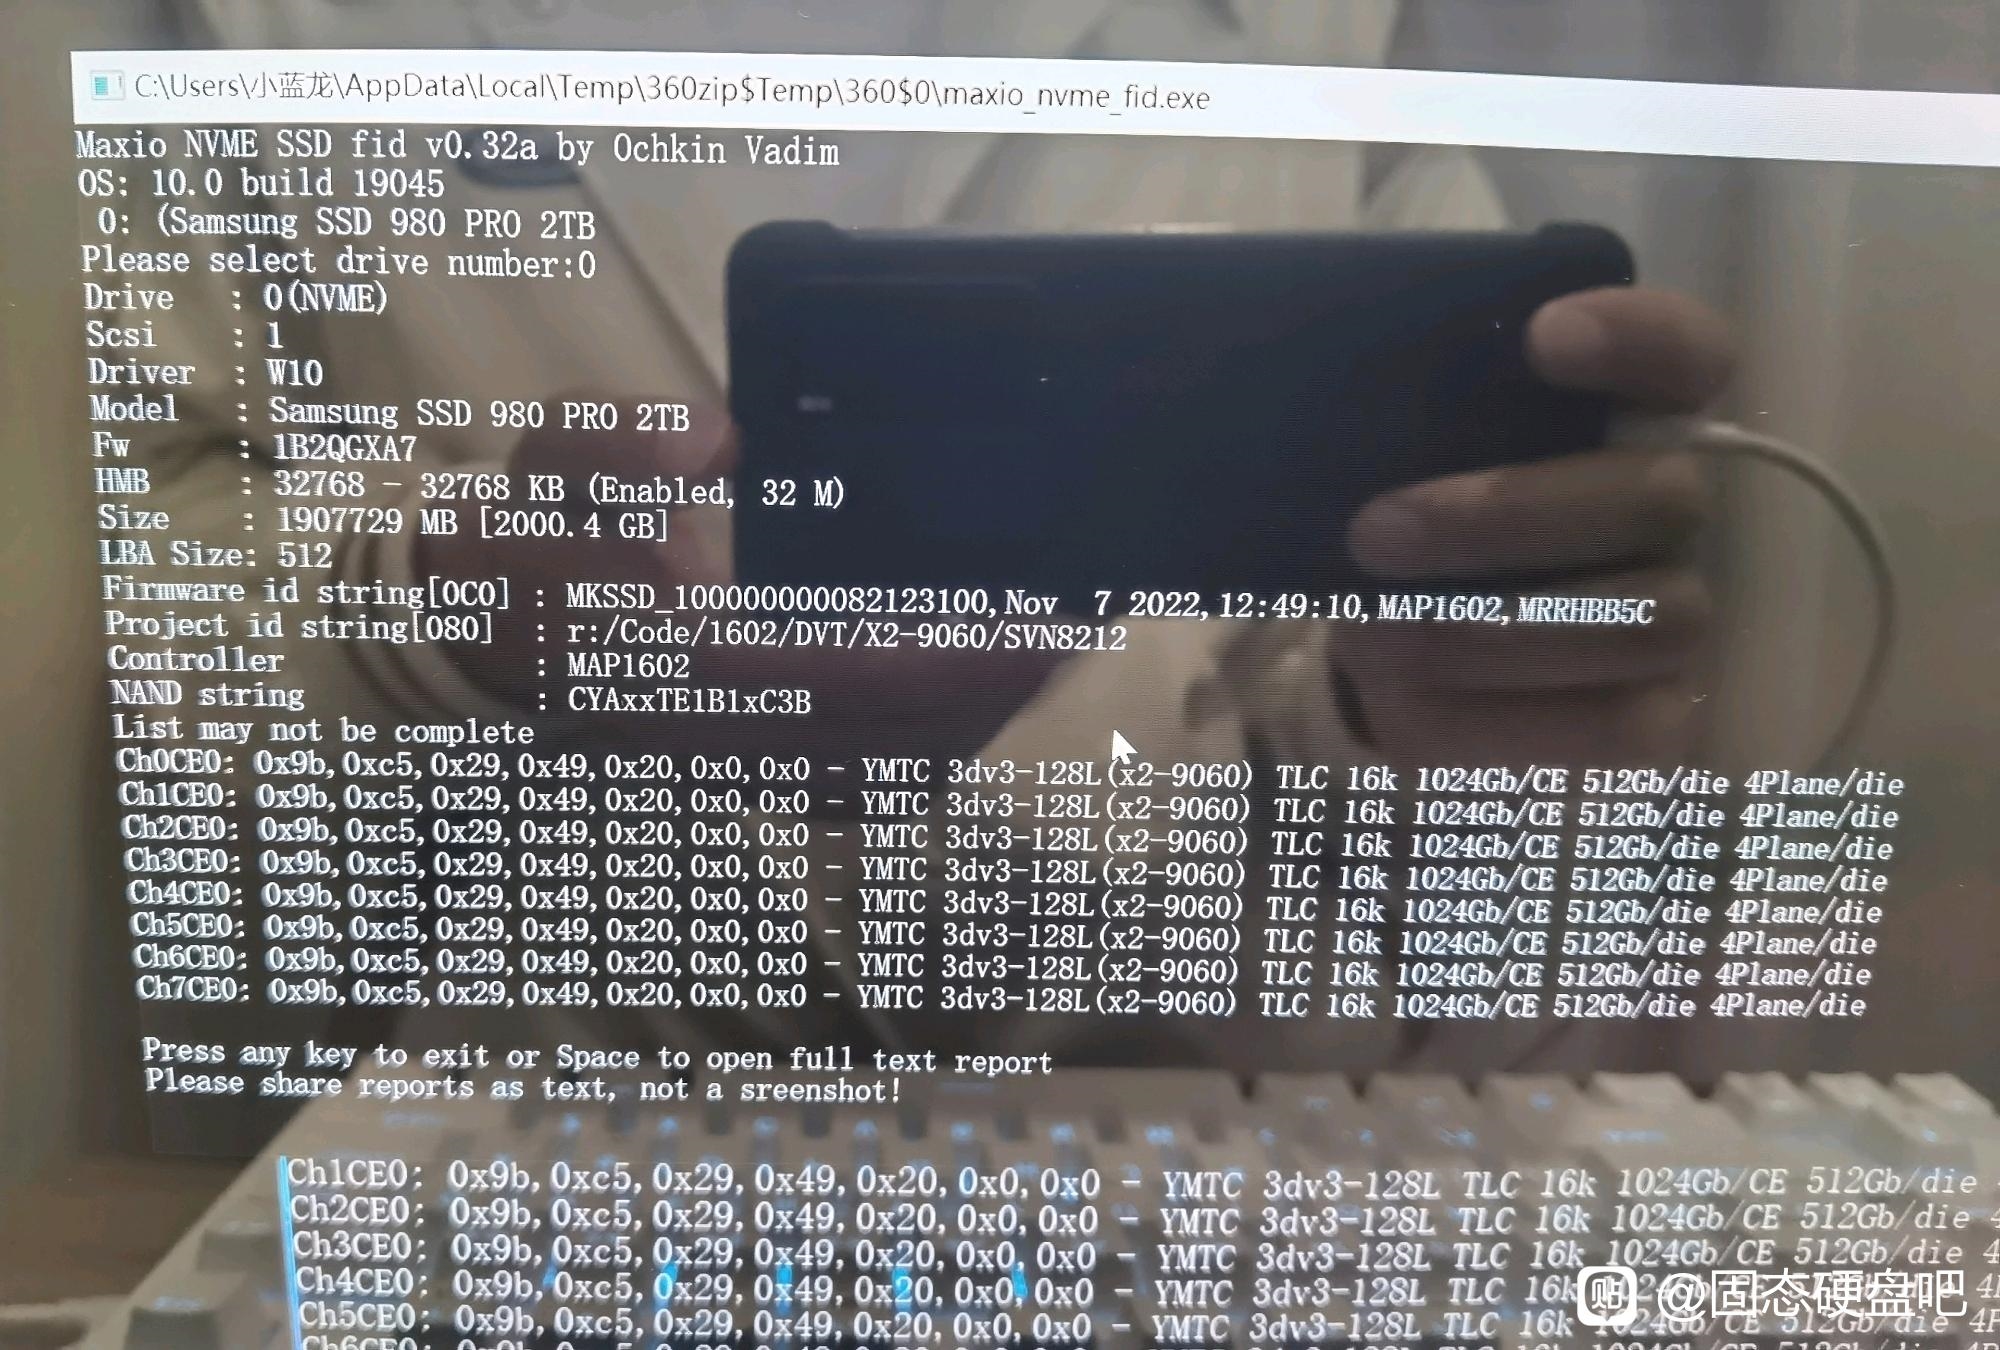 C:\Users\小蓝龙\AppData\Local\Temp\360zip$Temp\360$0\maxio_nvme_fid.exe
Maxio NVME SSD fid v0.32a by Ochkin Vadim
OS: 10.0 build 19045
0: (Samsung SSD 980 PRO 2TB
Please select drive number:0
Drive : 0(NVME)
Scsi : 1
Driver : W10
Model : Samsung SSD 980 PRO 2TB
Fw : 1B2QGXA7
HMB : 32768 - 32768 KB (Enabled, 32 M)
Size : 1907729 MB [2000.4 GB]
LBA Size: 512
Firmware id string[0C0] : MKSSD_100000000082123100,Nov 7 2022,12:49:10,MAP1602,MRRHBB5C
Project id string[080] : r:/Code/1602/DVT/X2-9060/SVN8212
Controller : MAP1602
NAND string : CYAxxTE1B1xC3B
List may not be complete
Ch0CE0: 0x9b,0xc5,0x29,0x49,0x20,0x0,0x0 - YMTC 3dv3-128L(x2-9060) TLC 16k 1024Gb/CE 512Gb/die 4Plane/die
Ch1CE0: 0x9b,0xc5,0x29,0x49,0x20,0x0,0x0 - YMTC 3dv3-128L(x2-9060) TLC 16k 1024Gb/CE 512Gb/die 4Plane/die
Ch2CE0: 0x9b,0xc5,0x29,0x49,0x20,0x0,0x0 - YMTC 3dv3-128L(x2-9060) TLC 16k 1024Gb/CE 512Gb/die 4Plane/die
Ch3CE0: 0x9b,0xc5,0x29,0x49,0x20,0x0,0x0 - YMTC 3dv3-128L(x2-9060) TLC 16k 1024Gb/CE 512Gb/die 4Plane/die
Ch4CE0: 0x9b,0xc5,0x29,0x49,0x20,0x0,0x0 - YMTC 3dv3-128L(x2-9060) TLC 16k 1024Gb/CE 512Gb/die 4Plane/die
Ch5CE0: 0x9b,0xc5,0x29,0x49,0x20,0x0,0x0 - YMTC 3dv3-128L(x2-9060) TLC 16k 1024Gb/CE 512Gb/die 4Plane/die
Ch6CE0: 0x9b,0xc5,0x29,0x49,0x20,0x0,0x0 - YMTC 3dv3-128L(x2-9060) TLC 16k 1024Gb/CE 512Gb/die 4Plane/die
Ch7CE0: 0x9b,0xc5,0x29,0x49,0x20,0x0,0x0 - YMTC 3dv3-128L(x2-9060) TLC 16k 1024Gb/CE 512Gb/die 4Plane/die
Press any key to exit or Space to open full text report
Please share reports as text, not a sreenshot!
Ch1CE0: 0x9b,0xc5,0x29,0x49,0x20,0x0,0x0 - YMTC 3dv3-128L TLC 16k 1024Gb/CE 512Gb/die
Ch2CE0: 0x9b,0xc5,0x29,0x49,0x20,0x0,0x0 - YMTC 3dv3-128L TLC 16k 1024Gb/CE 512Gb/die
Ch3CE0: 0x9b,0xc5,0x29,0x49,0x20,0x0,0x0 - YMTC 3dv3-128L TLC 16k 1024Gb/CE 512Gb/die 4
Ch4CE0: 0x9b,0xc5,0x29,0x49,0x20,0x0,0x0 - YMTC 3dv3-128L TLC 16k
Ch5CE0: 0x9b,0xc5,0x29,0x49,0x20,0x0,0x0 - YMTC 3dv3-128L TLC 16k 1024Gb/CE 512Gb/die
贴 @固态硬盘吧